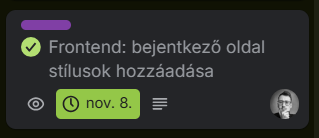 Frontend: bejentkező oldal
stílusok hozzáadása
nov. 8.